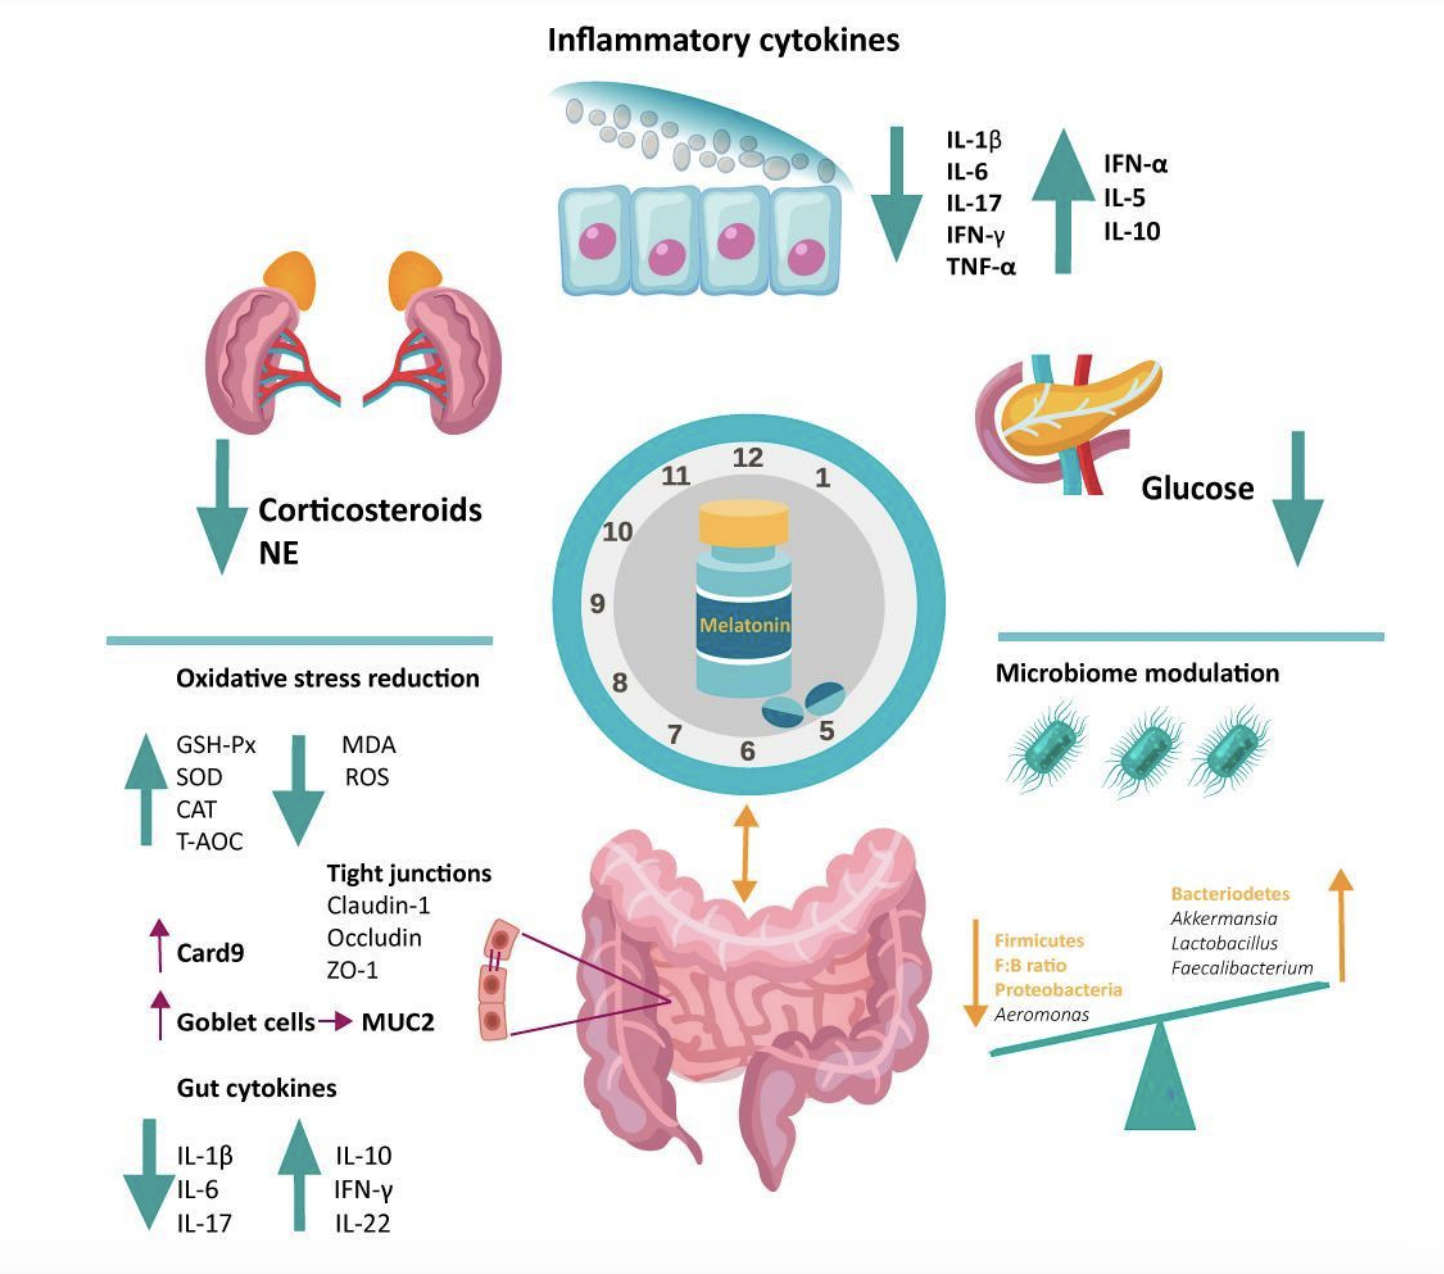 Inflammatory cytokines
IL-1β
IL-6
IL-17
IFN-γ
TNF-α
IFN-α
IL-5
IL-10
Corticosteroids
NE
Glucose
12
11
1
10
9
8
7
6
5
Melatonin
Oxidative stress reduction
GSH-Px
SOD
CAT
T-AOC
MDA
ROS
Tight junctions
Claudin-1
Occludin
ZO-1
Card9
Goblet cells
MUC2
Gut cytokines
IL-1β
IL-6
IL-17
IL-10
IFN-γ
IL-22
Microbiome modulation
Firmicutes
F:B ratio
Proteobacteria
Aeromonas
Bacteriodetes
Akkermansia
Lactobacillus
Faecalibacterium